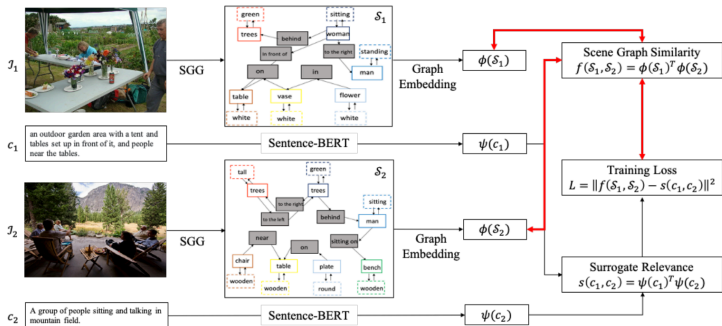 green
sitting
S₁
trees
behind
woman
in front of
to the right
standing
on
in
man
table
vase
flower
white
white
white
I₁
SGG
Graph
Embedding
ϕ(S₁)
Scene Graph Similarity
f(S₁, S₂) = ϕ(S₁)ᵀϕ(S₂)
c₁
an outdoor garden area with a tent and
tables set up in front of it, and people
near the tables.
Sentence-BERT
ψ(c₁)
Training Loss
L = ‖f(S₁, S₂) − s(c₁, c₂)‖²
tall
green
S₂
trees
to the right
trees
sitting
to the left
behind
man
near
on
sitting on
chair
table
plate
bench
wooden
wooden
round
wooden
I₂
SGG
Graph
Embedding
ϕ(S₂)
Surrogate Relevance
s(c₁, c₂) = ψ(c₁)ᵀψ(c₂)
c₂
A group of people sitting and talking in
mountain field.
Sentence-BERT
ψ(c₂)